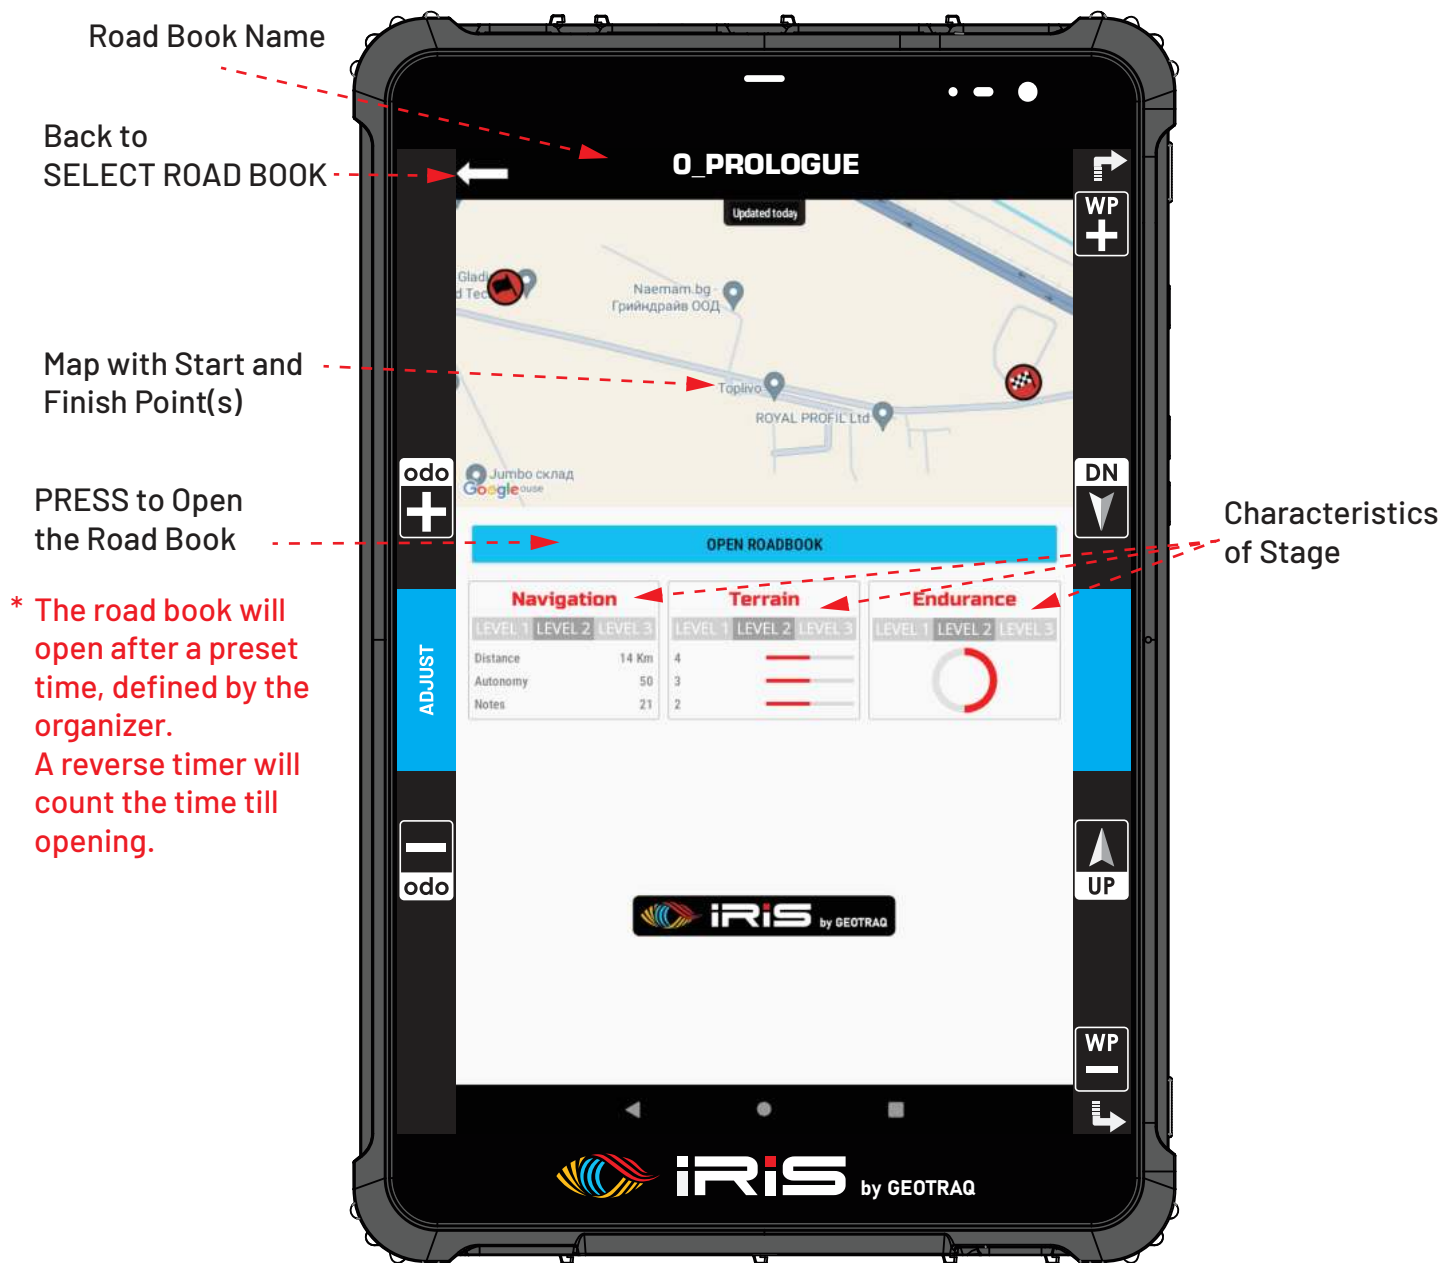 Road Book Name
Back to
SELECT ROAD BOOK
0_PROLOGUE
Updated today
WP
Gladi
d Tec
Naemam.bg -
Грийндрайв ООД
Map with Start and
Finish Point(s)
Toplivo
ROYAL PROFIL Ltd
Jumbo склад
Google ouse
odo
DN
PRESS to Open
the Road Book
OPEN ROADBOOK
Characteristics
of Stage
* The road book will
open after a preset
time, defined by the
organizer.
A reverse timer will
count the time till
opening.
ADJUST
Navigation
LEVEL 1 LEVEL 2 LEVEL 3
Distance 14 Km
Autonomy 50
Notes 21
Terrain
LEVEL 1 LEVEL 2 LEVEL 3
4
3
2
Endurance
LEVEL 1 LEVEL 2 LEVEL 3
odo
UP
iRiS by GEOTRAQ
WP
iRiS by GEOTRAQ